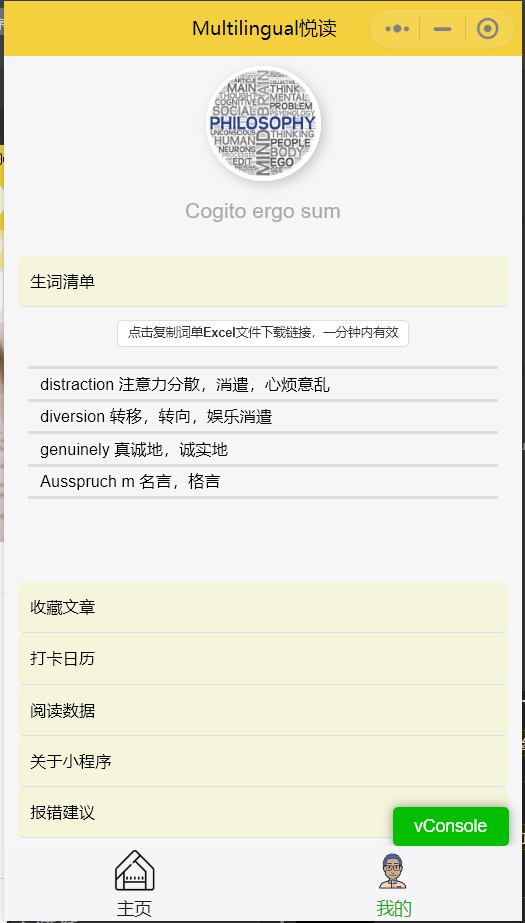 Multilingual悦读
ARTICLE
MAIN
THOUGHT
COGNITIVE
SOCIAL
BRAIN
COLLECTIVE
THINK
MENTAL
PROBLEM
PSYCHOLOGY
PHILOSOPHY
UNCONSCIOUS
HUMAN
NEURONS
PROCESSES
EDIT
MIND
THINKING
PEOPLE
BODY
EGO
Cogito ergo sum
生词清单
点击复制词单Excel文件下载链接，一分钟内有效
distraction 注意力分散，消遣，心烦意乱
diversion 转移，转向，娱乐消遣
genuinely 真诚地，诚实地
Ausspruch m 名言，格言
收藏文章
打卡日历
阅读数据
关于小程序
报错建议
vConsole
主页
我的